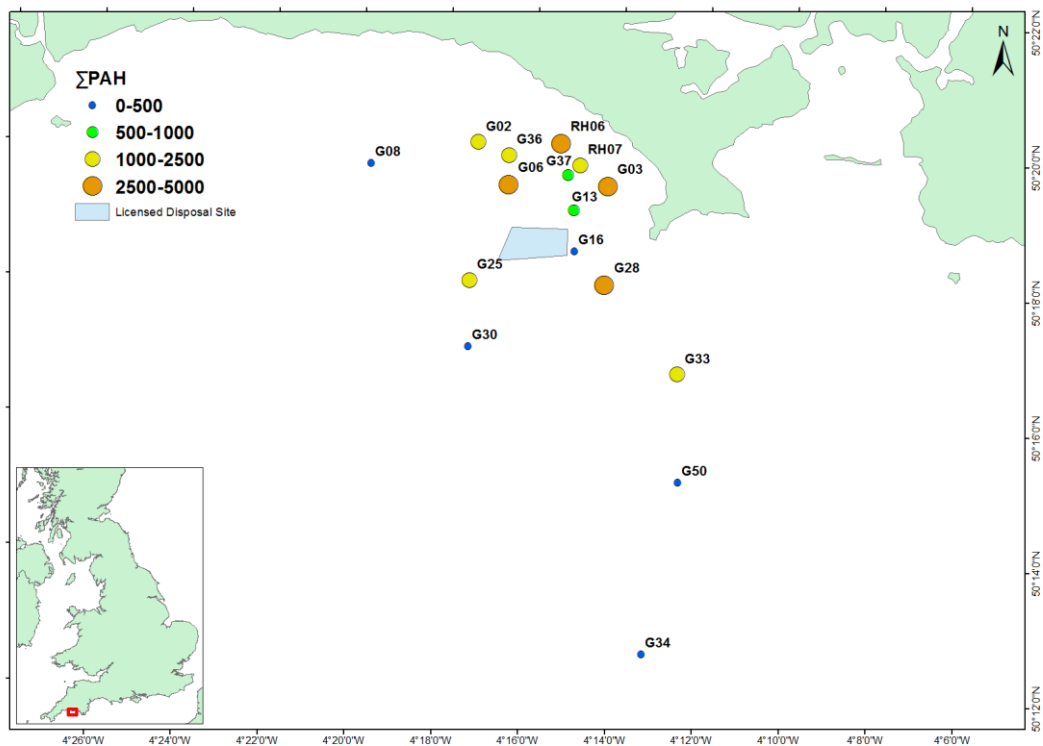 N
ΣPAH
0-500
500-1000
1000-2500
2500-5000
Licensed Disposal Site
G02
G36
RH06
G08
G06
G37
RH07
G03
G13
G16
G25
G28
G30
G33
G50
G34
50°22'0"N
50°20'0"N
50°18'0"N
50°16'0"N
50°14'0"N
50°12'0"N
4°26'0"W
4°24'0"W
4°22'0"W
4°20'0"W
4°18'0"W
4°16'0"W
4°14'0"W
4°12'0"W
4°10'0"W
4°8'0"W
4°6'0"W